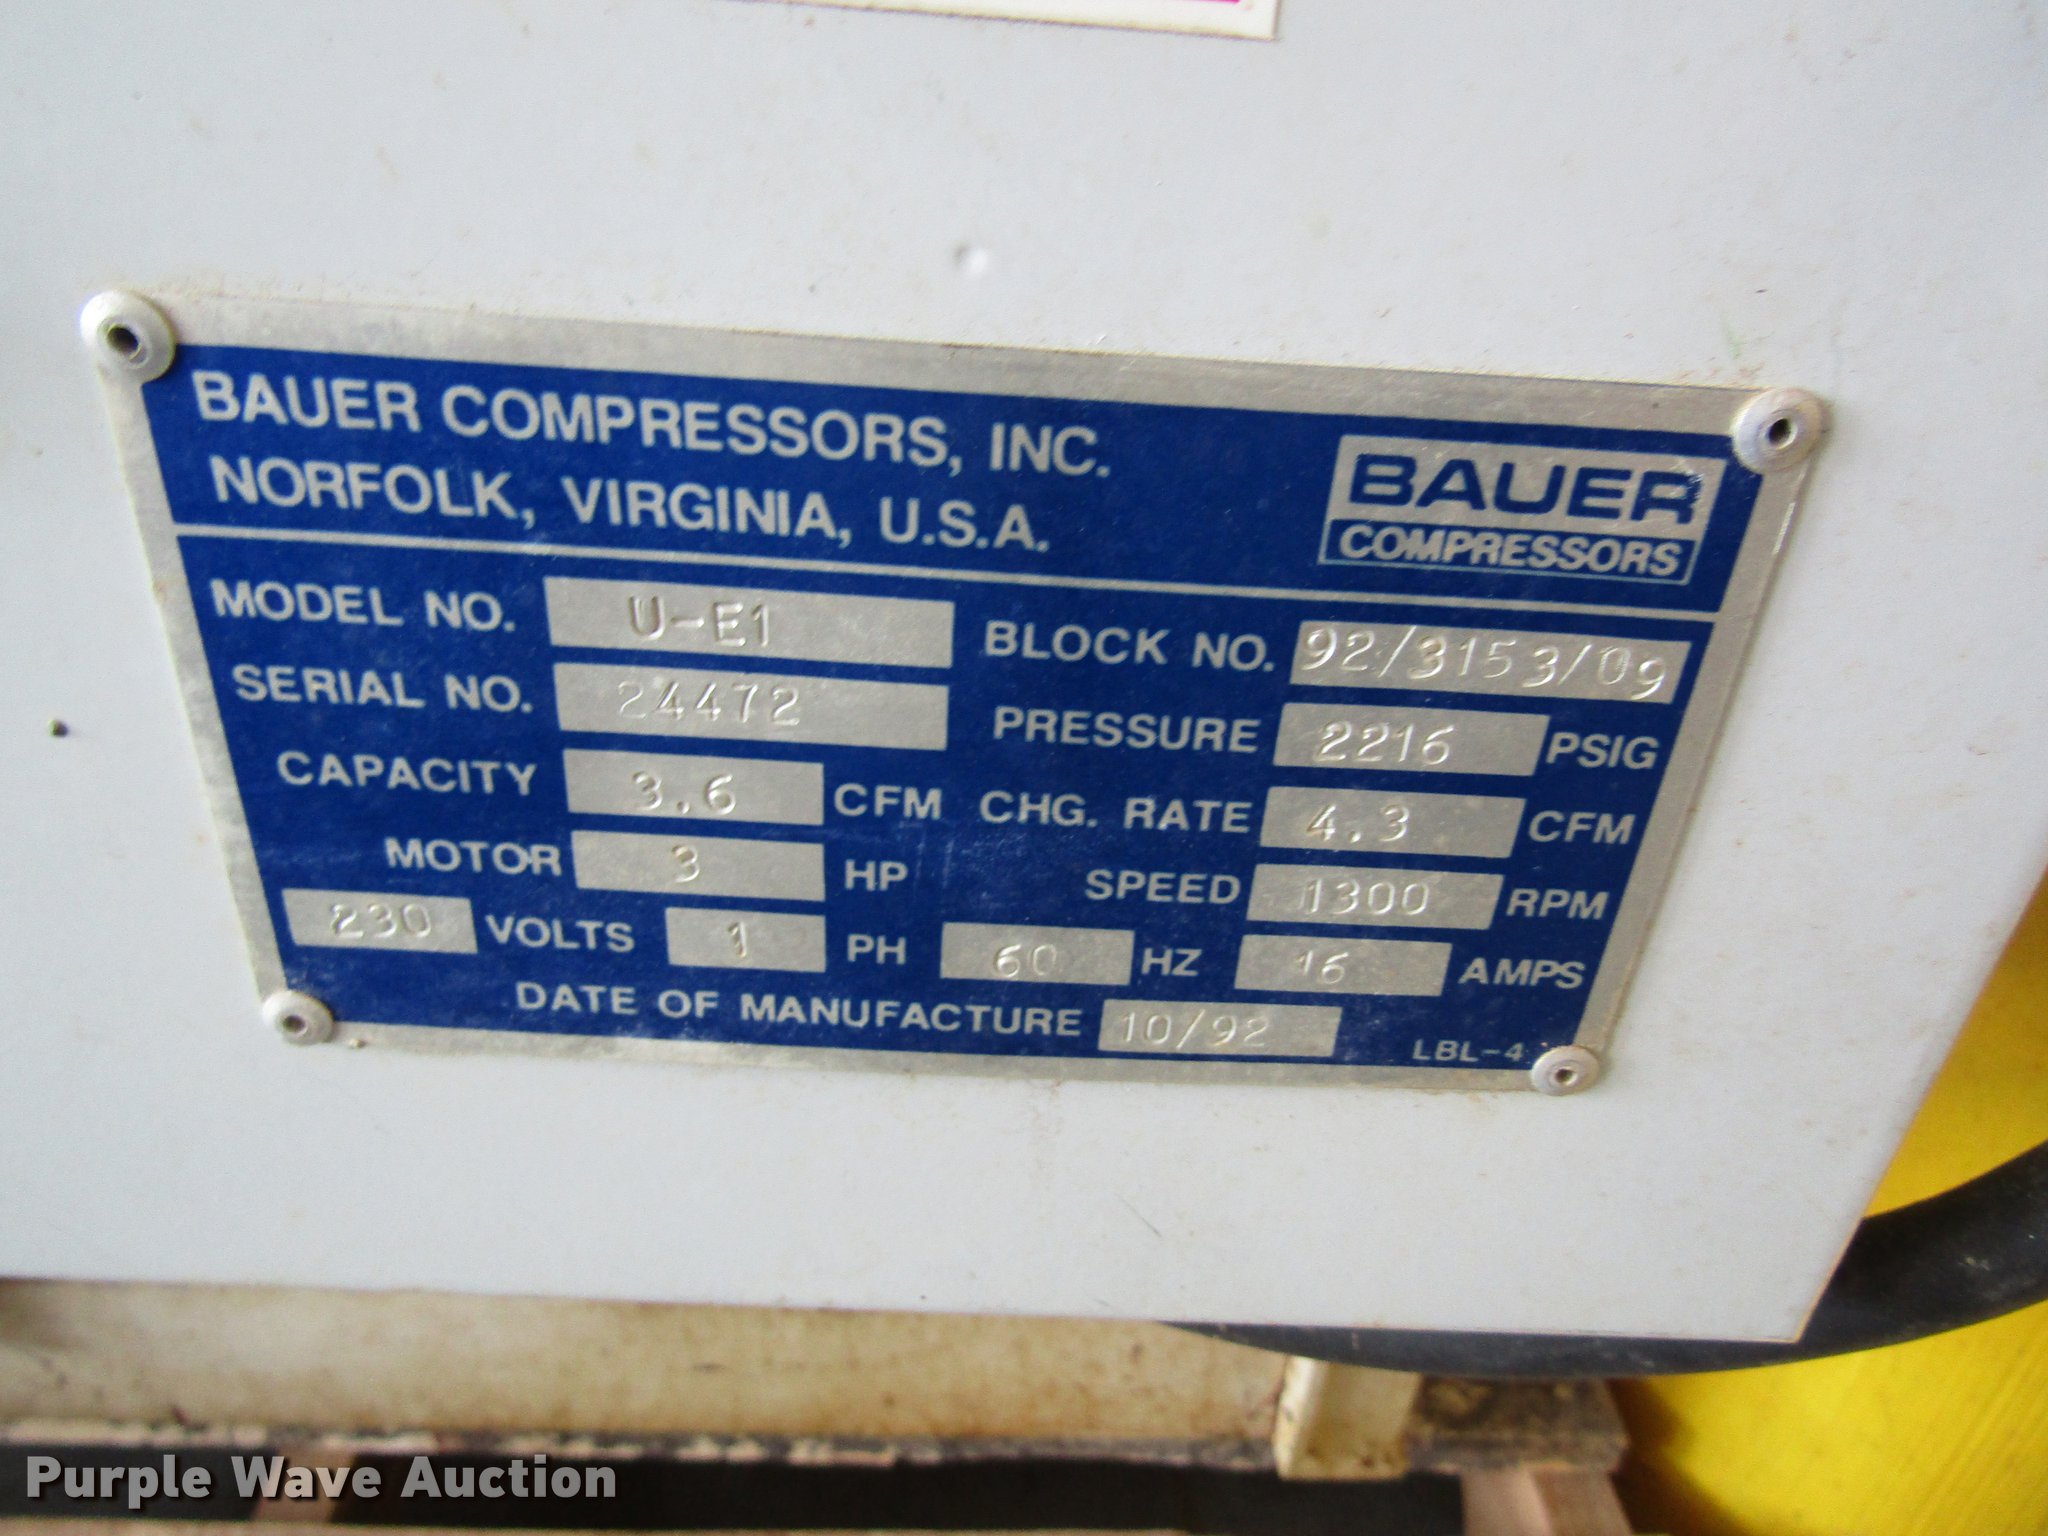 BAUER COMPRESSORS, INC.
NORFOLK, VIRGINIA, U.S.A.
BAUER
COMPRESSORS
MODEL NO. U-E1 BLOCK NO. 92/3153/09
SERIAL NO. 24472 PRESSURE 2216 PSIG
CAPACITY 3.6 CFM CHG. RATE 4.3 CFM
MOTOR 3 HP SPEED 1300 RPM
230 VOLTS 1 PH 60 HZ 16 AMPS
DATE OF MANUFACTURE 10/92 LBL-4
Purple Wave Auction